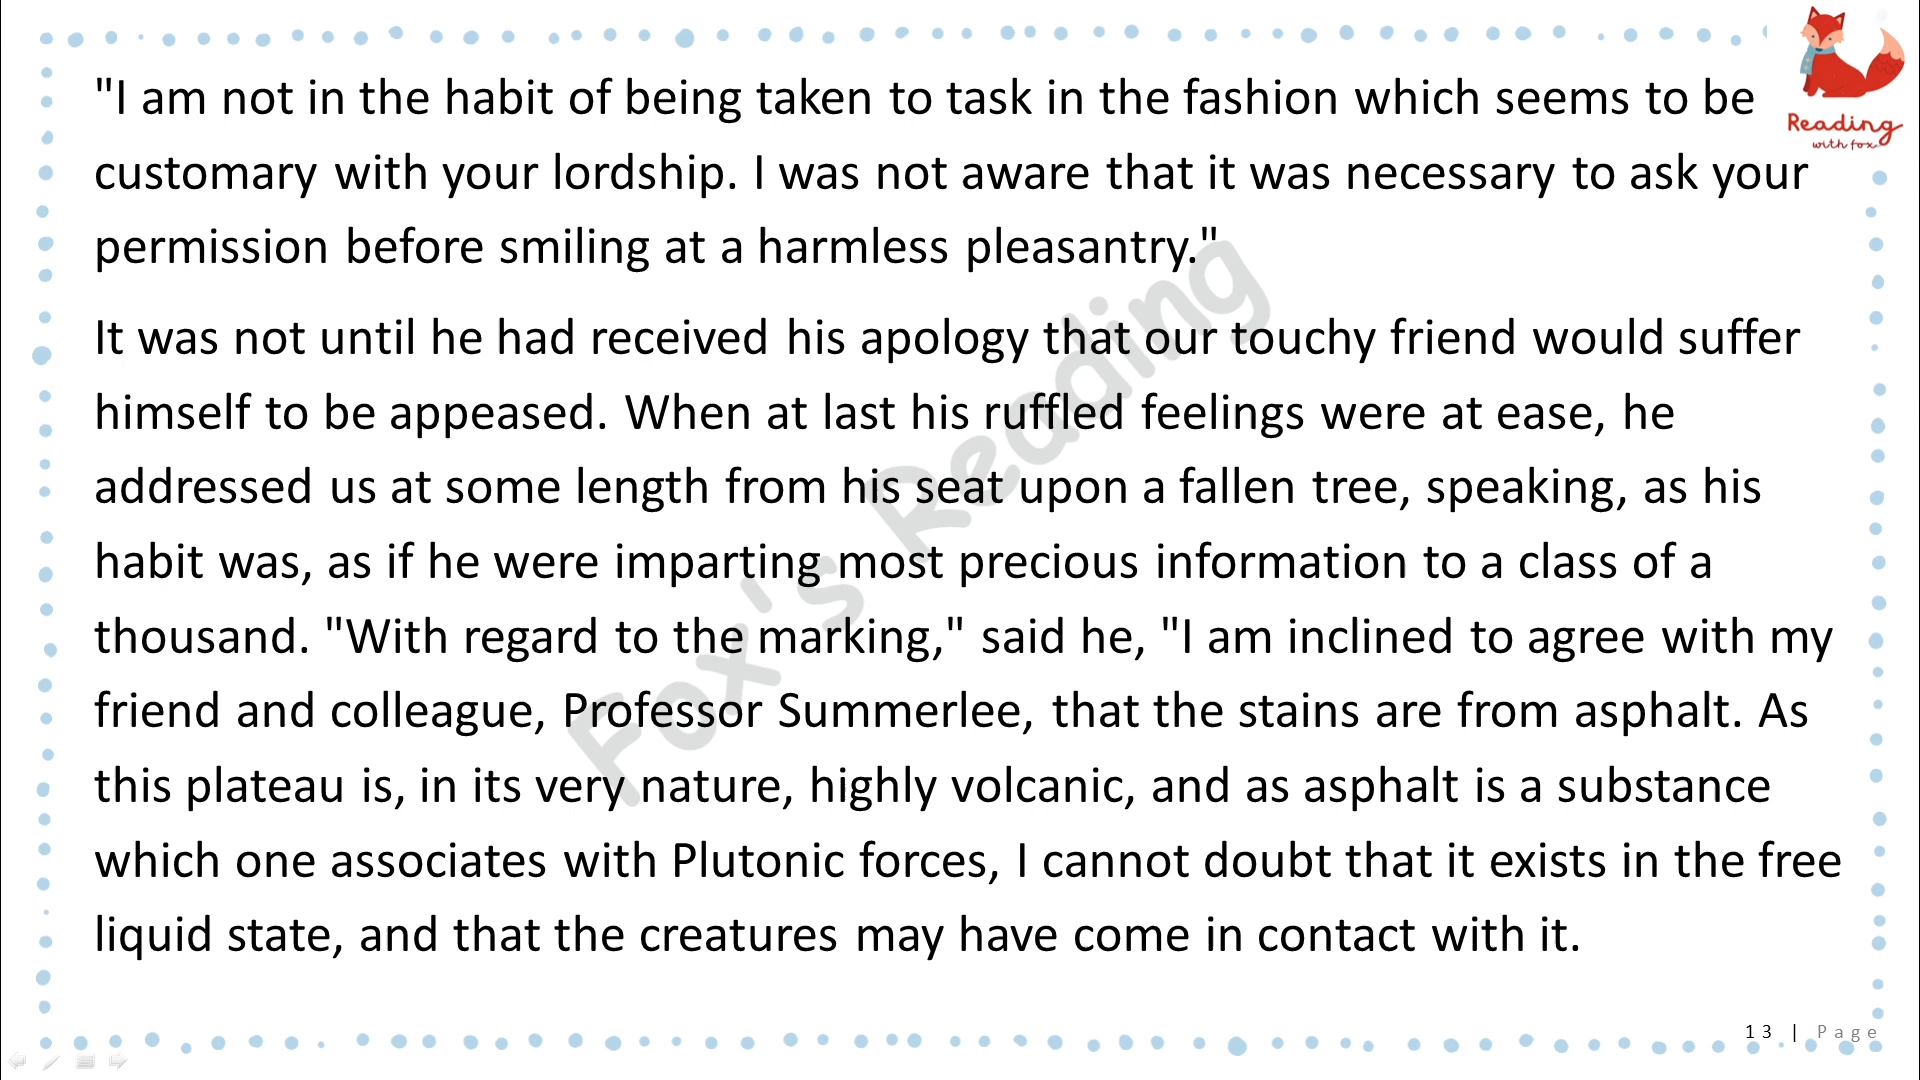 "I am not in the habit of being taken to task in the fashion which seems to be
customary with your lordship. I was not aware that it was necessary to ask your
permission before smiling at a harmless pleasantry."
It was not until he had received his apology that our touchy friend would suffer
himself to be appeased. When at last his ruffled feelings were at ease, he
addressed us at some length from his seat upon a fallen tree, speaking, as his
habit was, as if he were imparting most precious information to a class of a
thousand. "With regard to the marking," said he, "I am inclined to agree with my
friend and colleague, Professor Summerlee, that the stains are from asphalt. As
this plateau is, in its very nature, highly volcanic, and as asphalt is a substance
which one associates with Plutonic forces, I cannot doubt that it exists in the free
liquid state, and that the creatures may have come in contact with it.
Reading
with fox
Fox's Reading
13 | Page